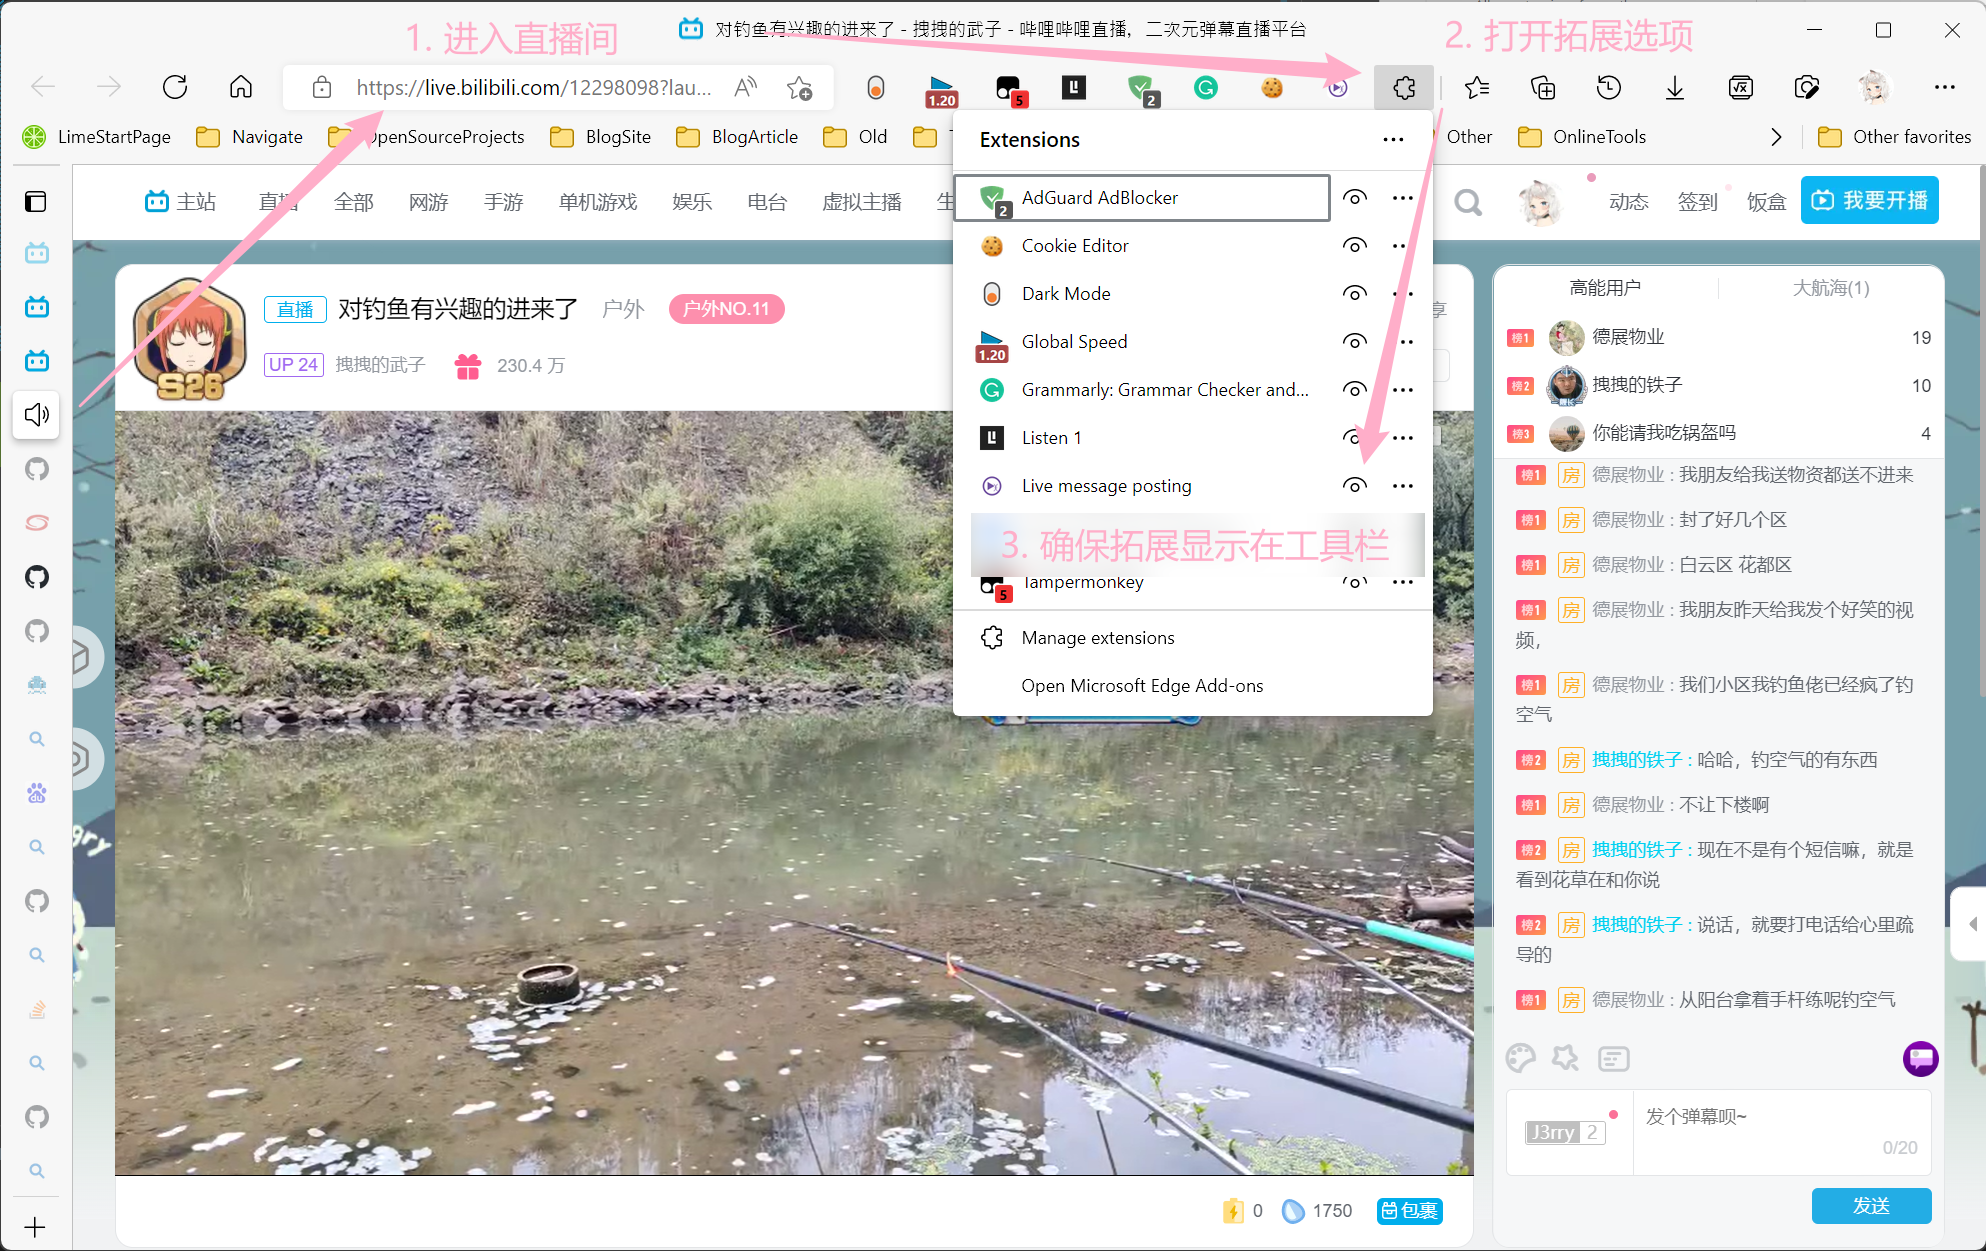 1. 进入直播间
对钓鱼有兴趣的进来了 - 拽拽的武子 - 哔哩哔哩直播，二次元弹幕直播平台
2. 打开拓展选项
https://live.bilibili.com/12298098?lau...
1.20
5
2
LimeStartPage
Navigate
OpenSourceProjects
BlogSite
BlogArticle
Old
Other
OnlineTools
Other favorites
Extensions
AdGuard AdBlocker
2
Cookie Editor
Dark Mode
Global Speed
1.20
Grammarly: Grammar Checker and...
Listen 1
Live message posting
3. 确保拓展显示在工具栏
Tampermonkey
5
Manage extensions
Open Microsoft Edge Add-ons
主站
直播
全部
网游
手游
单机游戏
娱乐
电台
虚拟主播
生
动态
签到
饭盒
我要开播
直播
对钓鱼有兴趣的进来了
户外
户外NO.11
UP 24
拽拽的武子
230.4 万
S26
享
高能用户
大航海(1)
榜1 德展物业 19
榜2 拽拽的铁子 10
榜3 你能请我吃锅盔吗 4
榜1 房 德展物业 : 我朋友给我送物资都送不进来
榜1 房 德展物业 : 封了好几个区
榜1 房 德展物业 : 白云区 花都区
榜1 房 德展物业 : 我朋友昨天给我发个好笑的视
频，
榜1 房 德展物业 : 我们小区我钓鱼佬已经疯了钓
空气
榜2 房 拽拽的铁子 : 哈哈，钓空气的有东西
榜1 房 德展物业 : 不让下楼啊
榜2 房 拽拽的铁子 : 现在不是有个短信嘛，就是
看到花草在和你说
榜2 房 拽拽的铁子 : 说话，就要打电话给心里疏
导的
榜1 房 德展物业 : 从阳台拿着手杆练呢钓空气
J3rry 2
发个弹幕呗~
0/20
发送
0
1750
包裹